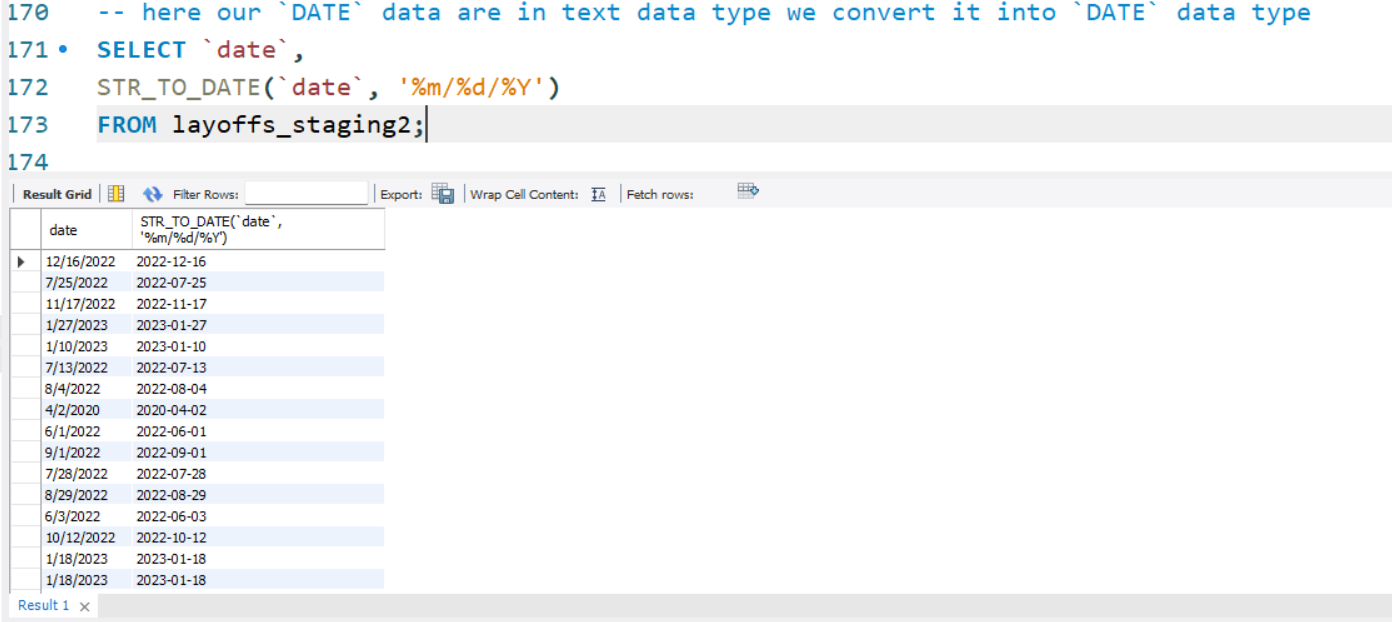 170 -- here our `DATE` data are in text data type we convert it into `DATE` data type
171 SELECT `date`,
172 STR_TO_DATE(`date`, '%m/%d/%Y')
173 FROM layoffs_staging2;
174
Result Grid Filter Rows: Export: Wrap Cell Content: IA Fetch rows:
date STR_TO_DATE(`date`,
'%m/%d/%Y')
12/16/2022 2022-12-16
7/25/2022 2022-07-25
11/17/2022 2022-11-17
1/27/2023 2023-01-27
1/10/2023 2023-01-10
7/13/2022 2022-07-13
8/4/2022 2022-08-04
4/2/2020 2020-04-02
6/1/2022 2022-06-01
9/1/2022 2022-09-01
7/28/2022 2022-07-28
8/29/2022 2022-08-29
6/3/2022 2022-06-03
10/12/2022 2022-10-12
1/18/2023 2023-01-18
1/18/2023 2023-01-18
Result 1 ×